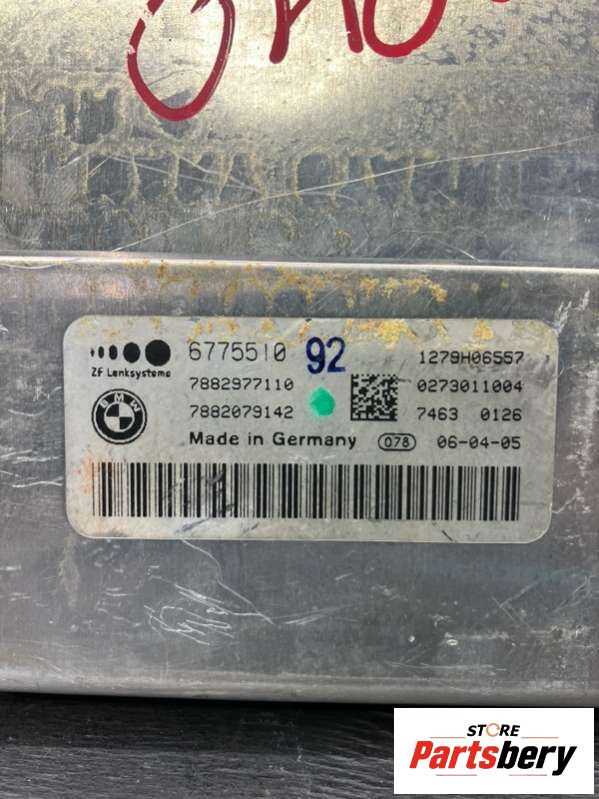 6775510 92 1279H06557
ZF Lenksysteme
7882977110 0273011004
BMW
7882079142 7463 0126
Made in Germany 078 06-04-05
STORE
Partsbery